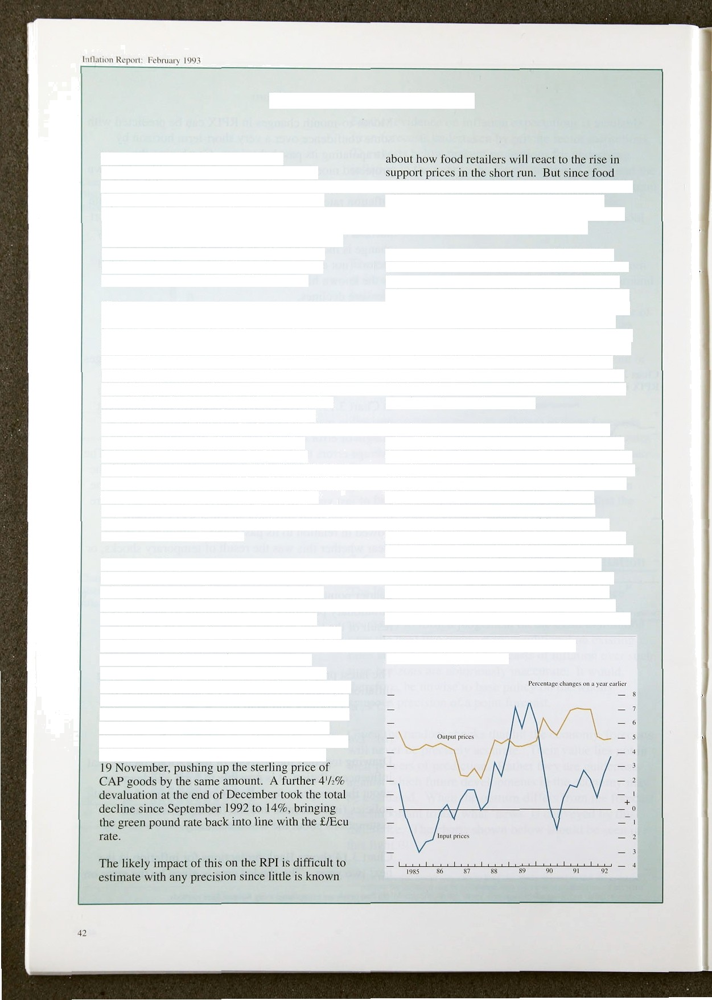 Inflation Report: February 1993
19 November, pushing up the sterling price of
CAP goods by the same amount. A further 4 1/2%
devaluation at the end of December took the total
decline since September 1992 to 14%, bringing
the green pound rate back into line with the £/Ecu
rate.
The likely impact of this on the RPI is difficult to
estimate with any precision since little is known
about how food retailers will react to the rise in
support prices in the short run. But since food
Percentage changes on a year earlier
8
7
6
Output prices
5
4
3
2
1
+
0
–
1
Input prices
2
3
4
1985 86 87 88 89 90 91 92
42